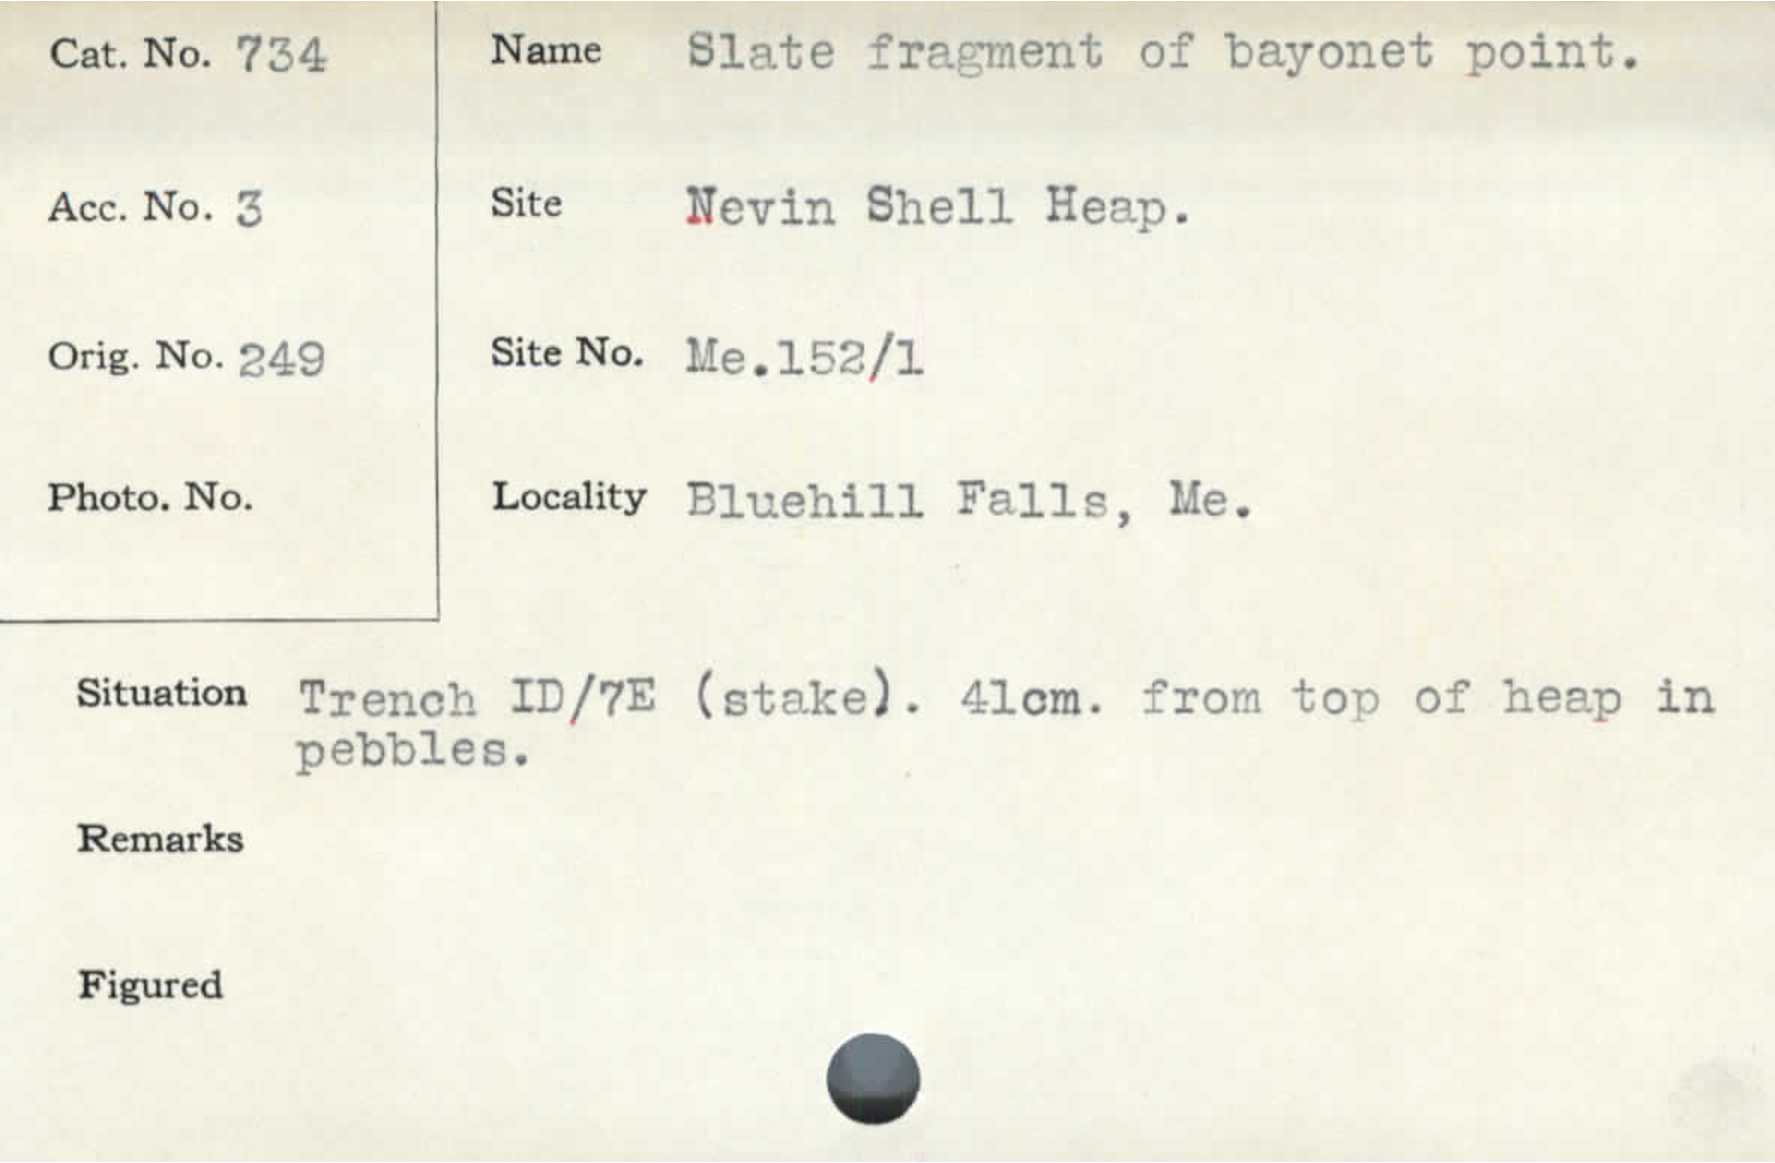 Cat. No. 734
Name Slate fragment of bayonet point.
Acc. No. 3
Site Nevin Shell Heap.
Orig. No. 249
Site No. Me.152/1
Photo. No.
Locality Bluehill Falls, Me.
Situation Trench ID/7E (stake). 41cm. from top of heap in
pebbles.
Remarks
Figured